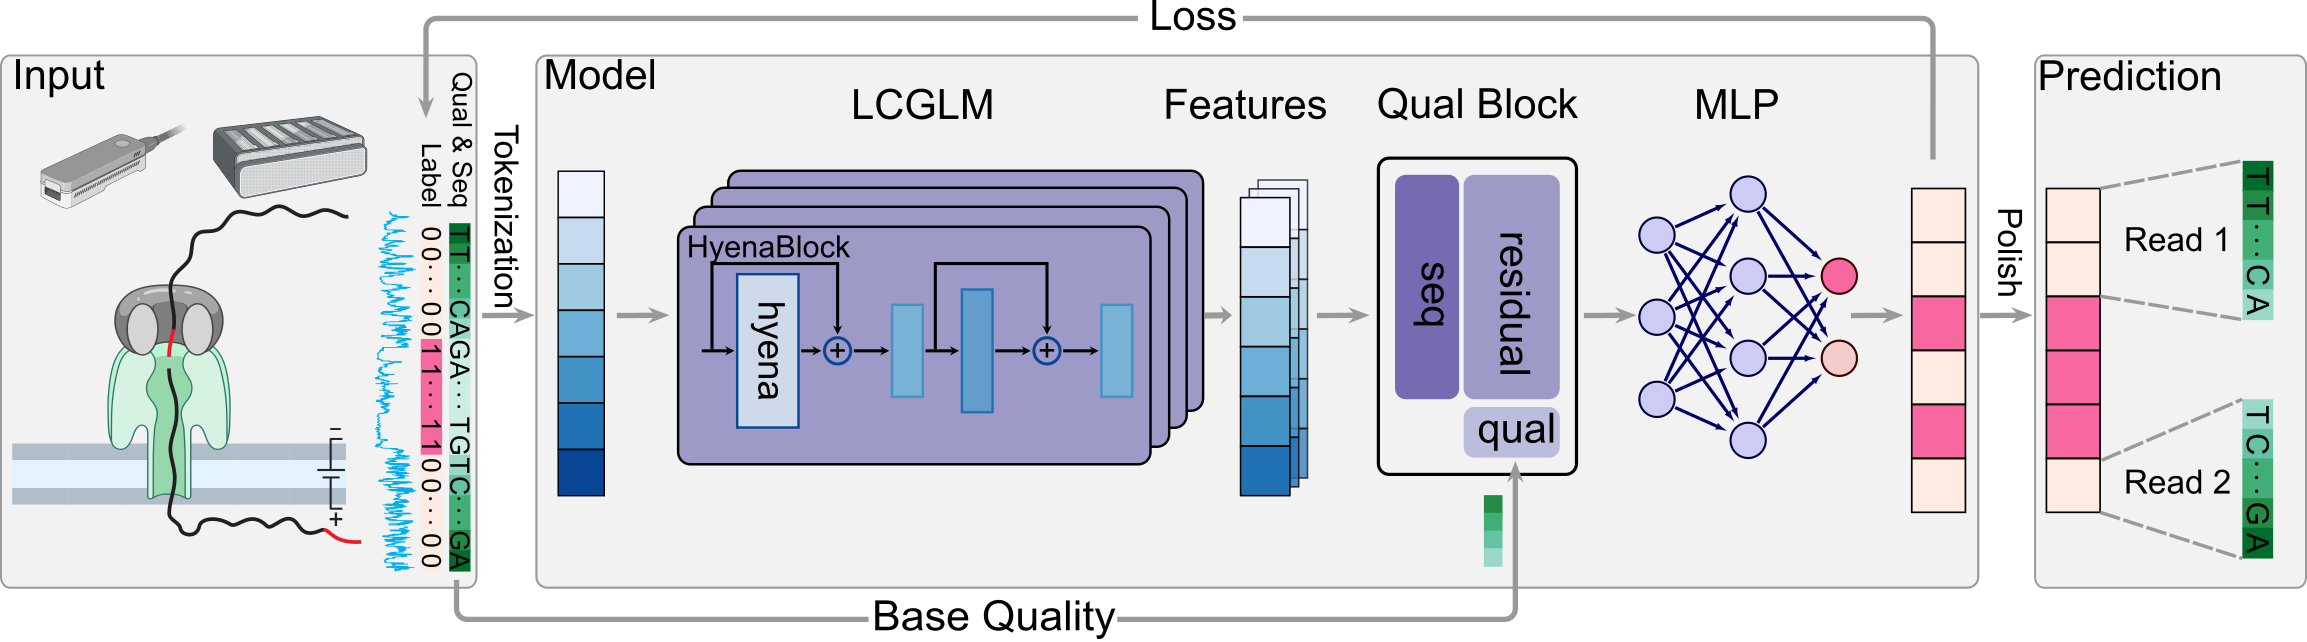 Loss
Input
Qual & Seq
Label
TT···CAGA···TGTC···GA
00···0011···1100···00
−
+
Tokenization
Model
LCGLM
HyenaBlock
hyena
+
+
Features
Qual Block
seq
residual
qual
MLP
Polish
Prediction
Read 1
TT···CA
Read 2
TC···GA
Base Quality